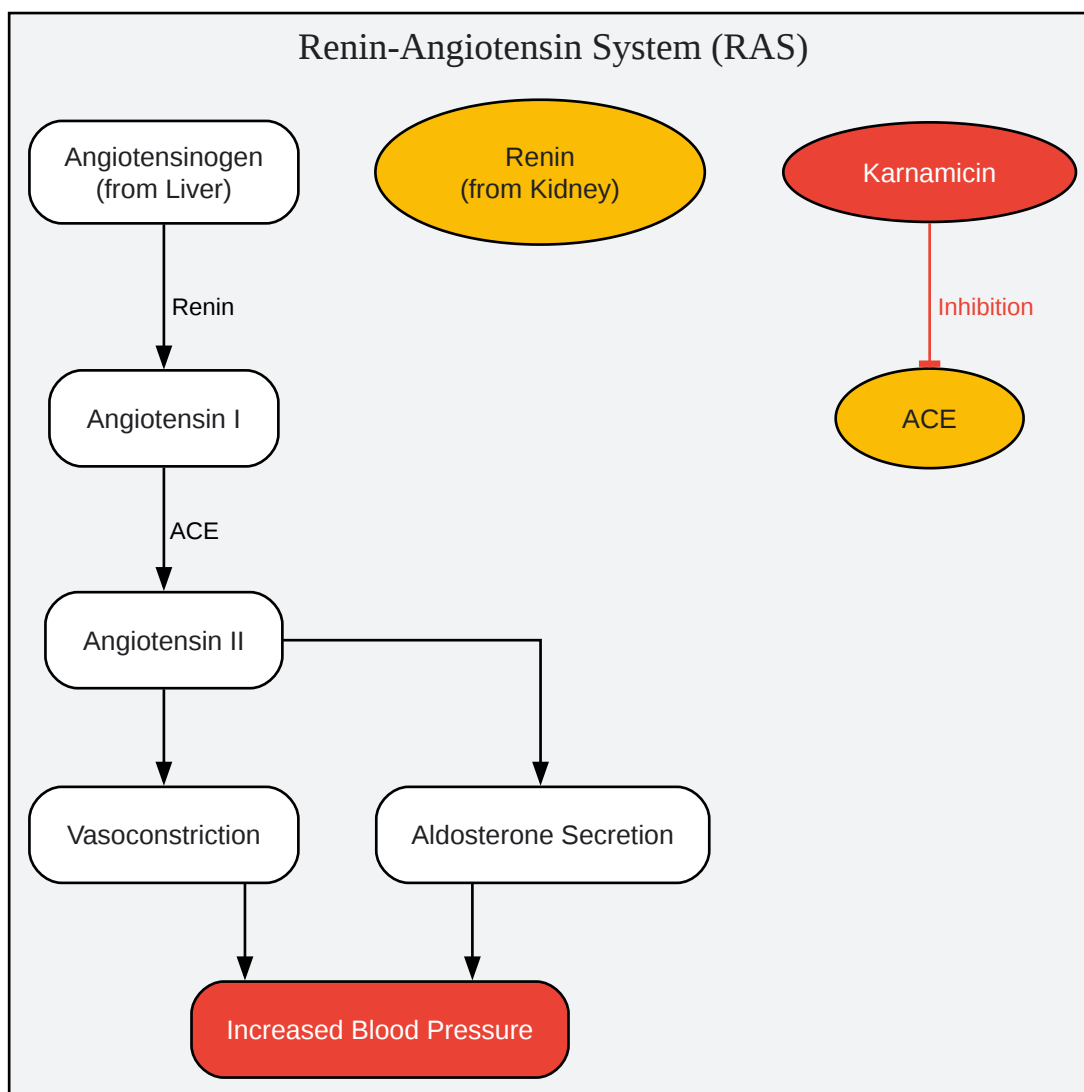 Renin-Angiotensin System (RAS)
Angiotensinogen
(from Liver)
Renin
(from Kidney)
Karnamicin
Renin
Inhibition
Angiotensin I
ACE
ACE
Angiotensin II
Vasoconstriction
Aldosterone Secretion
Increased Blood Pressure